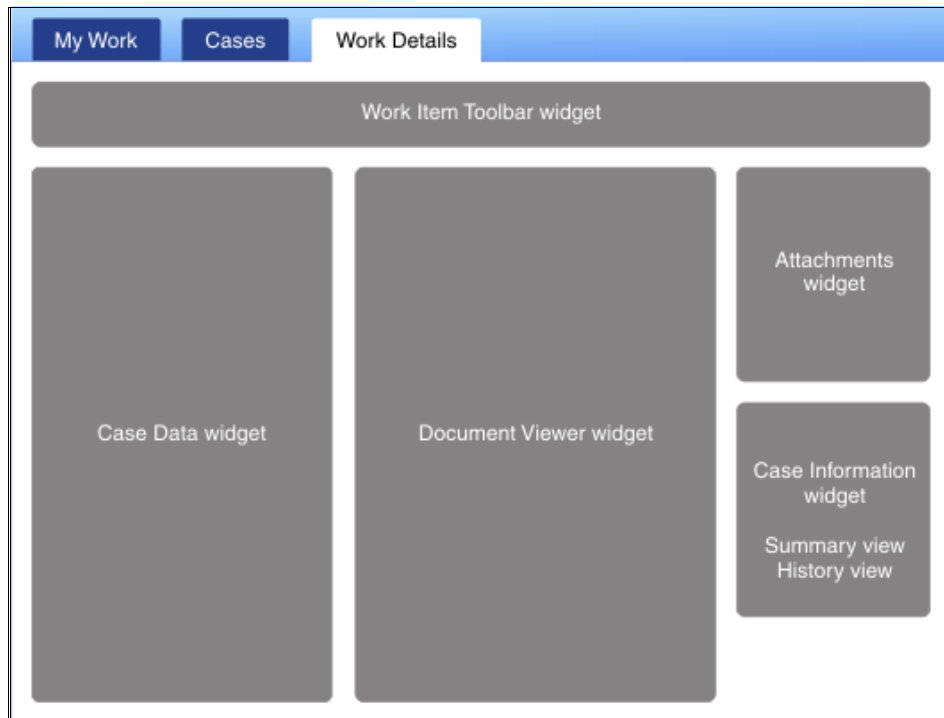 My Work
Cases
Work Details
Work Item Toolbar widget
Case Data widget
Document Viewer widget
Attachments
widget
Case Information
widget
Summary view
History view